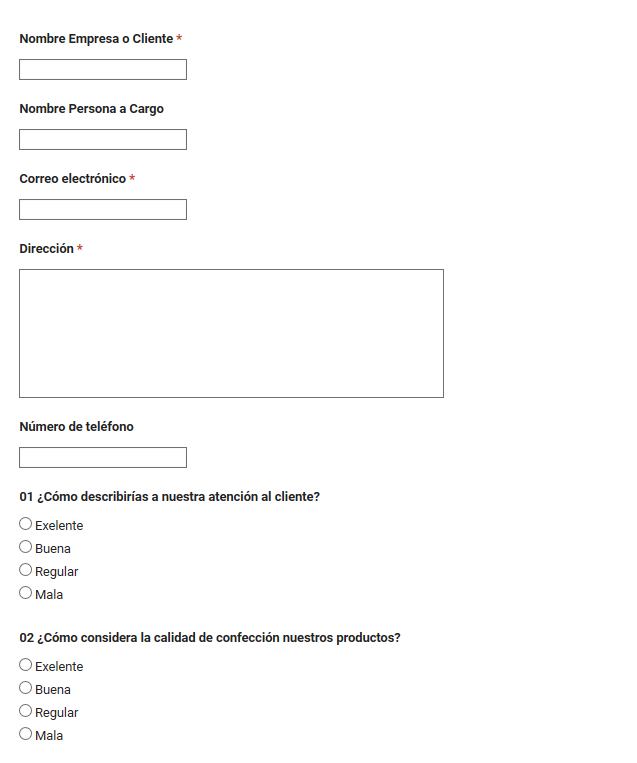 Nombre Empresa o Cliente *
Nombre Persona a Cargo
Correo electrónico *
Dirección *
Número de teléfono
01 ¿Cómo describirías a nuestra atención al cliente?
Exelente
Buena
Regular
Mala
02 ¿Cómo considera la calidad de confección nuestros productos?
Exelente
Buena
Regular
Mala